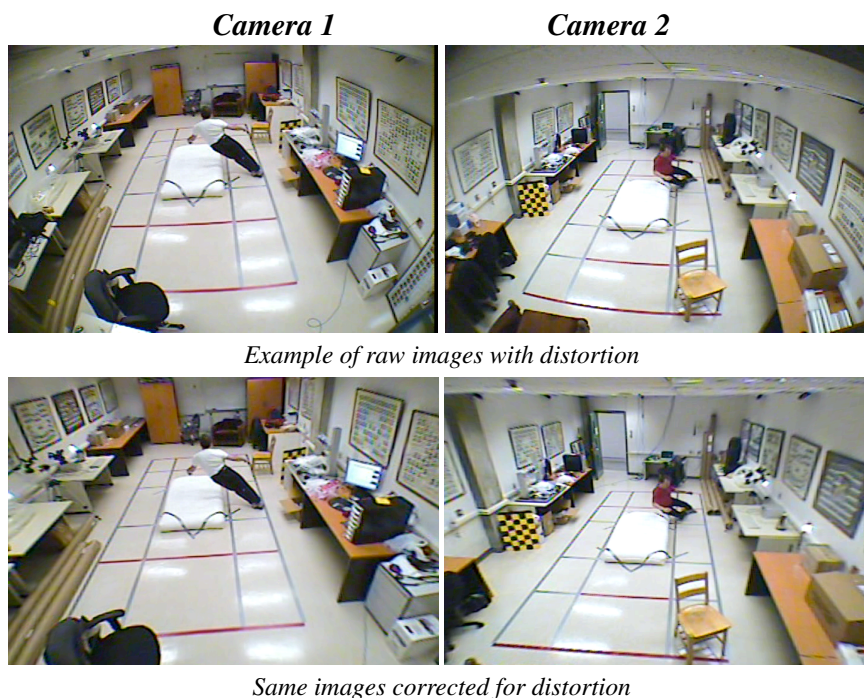 Camera 1
Camera 2
Example of raw images with distortion
Same images corrected for distortion